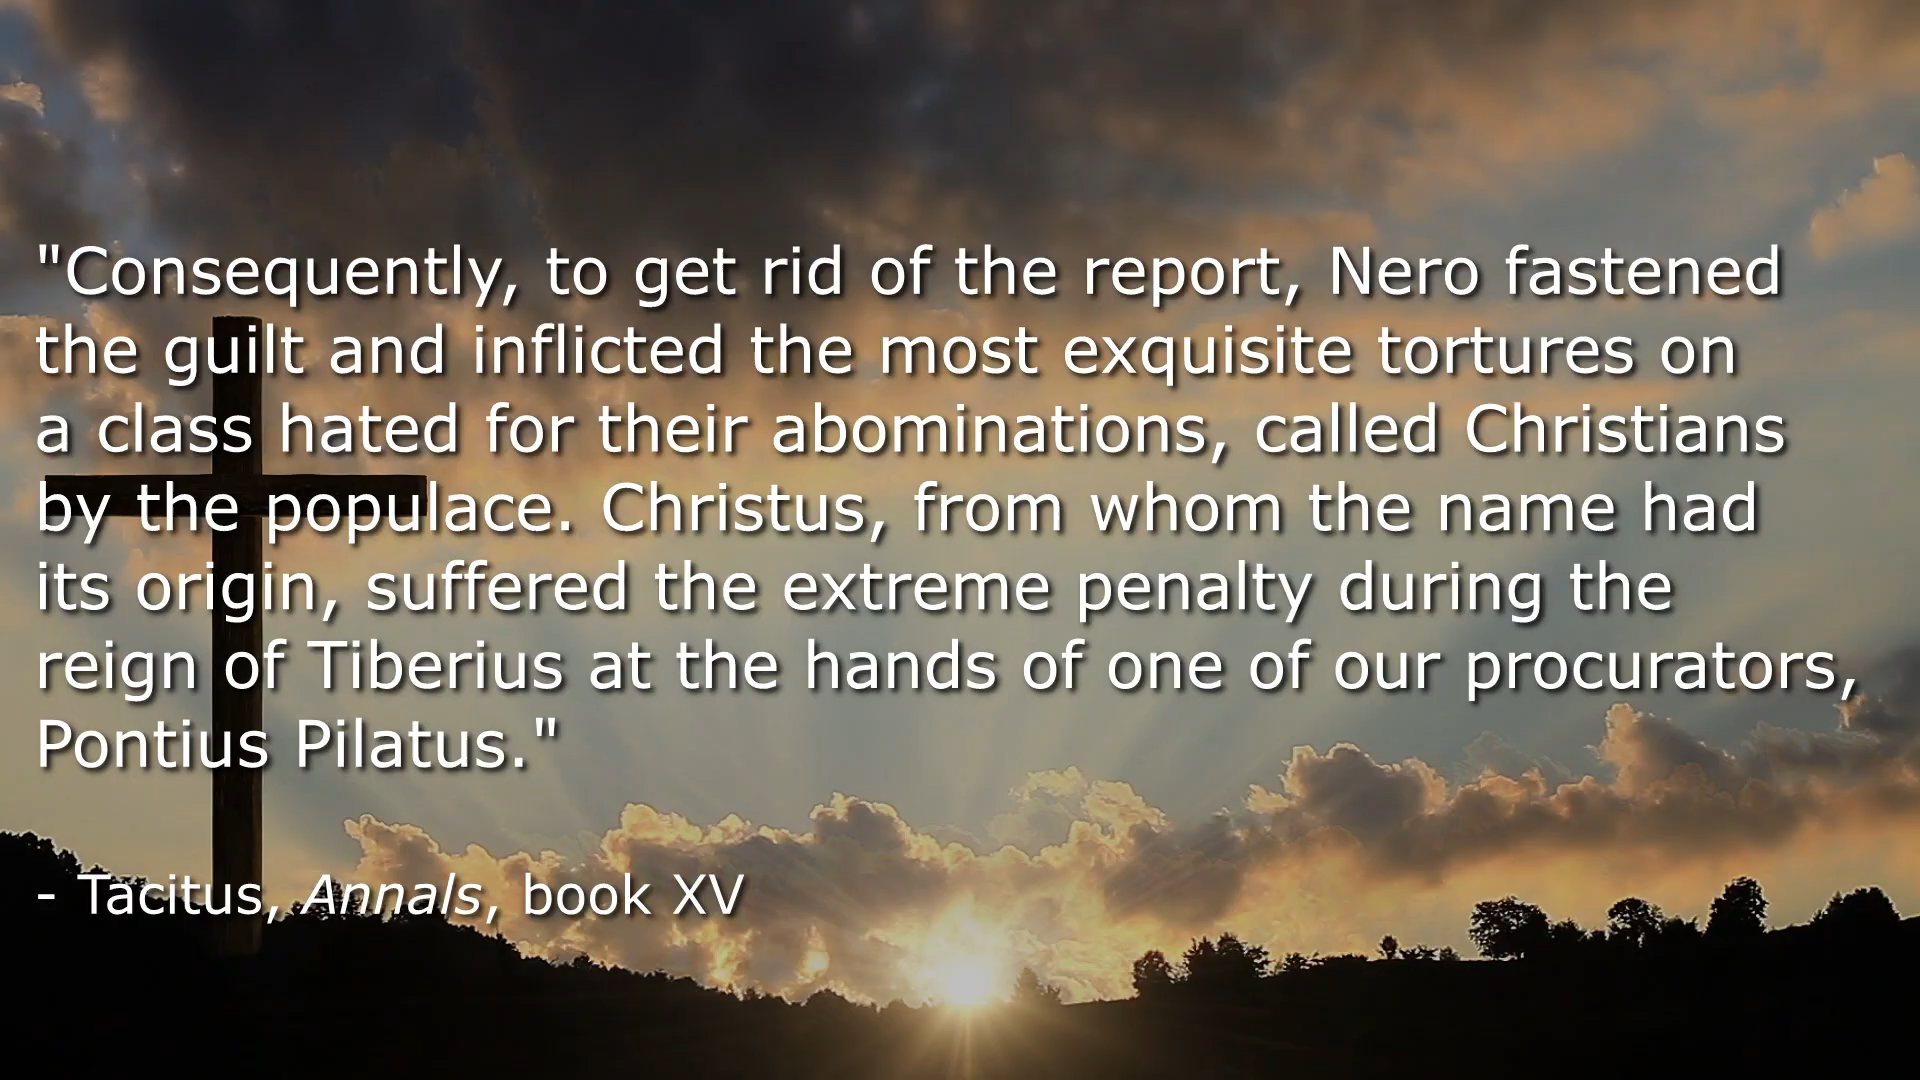 "Consequently, to get rid of the report, Nero fastened
the guilt and inflicted the most exquisite tortures on
a class hated for their abominations, called Christians
by the populace. Christus, from whom the name had
its origin, suffered the extreme penalty during the
reign of Tiberius at the hands of one of our procurators,
Pontius Pilatus."
- Tacitus, Annals, book XV